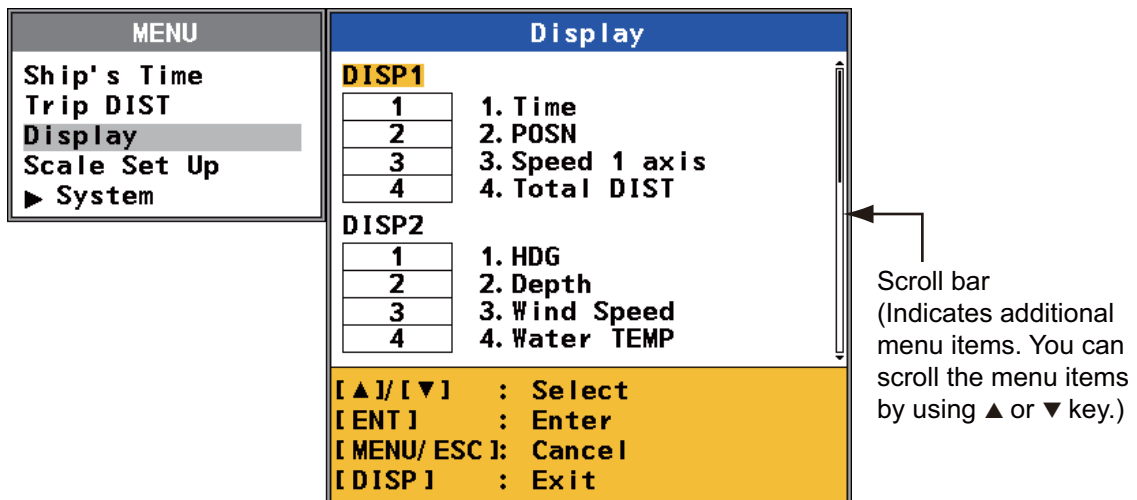 MENU
Ship's Time
Trip DIST
Display
Scale Set Up
▶ System
Display
DISP1
1 1. Time
2 2. POSN
3 3. Speed 1 axis
4 4. Total DIST
DISP2
1 1. HDG
2 2. Depth
3 3. Wind Speed
4 4. Water TEMP
[▲]/[▼] : Select
[ENT] : Enter
[MENU/ESC]: Cancel
[DISP] : Exit
Scroll bar
(Indicates additional
menu items. You can
scroll the menu items
by using ▲ or ▼ key.)